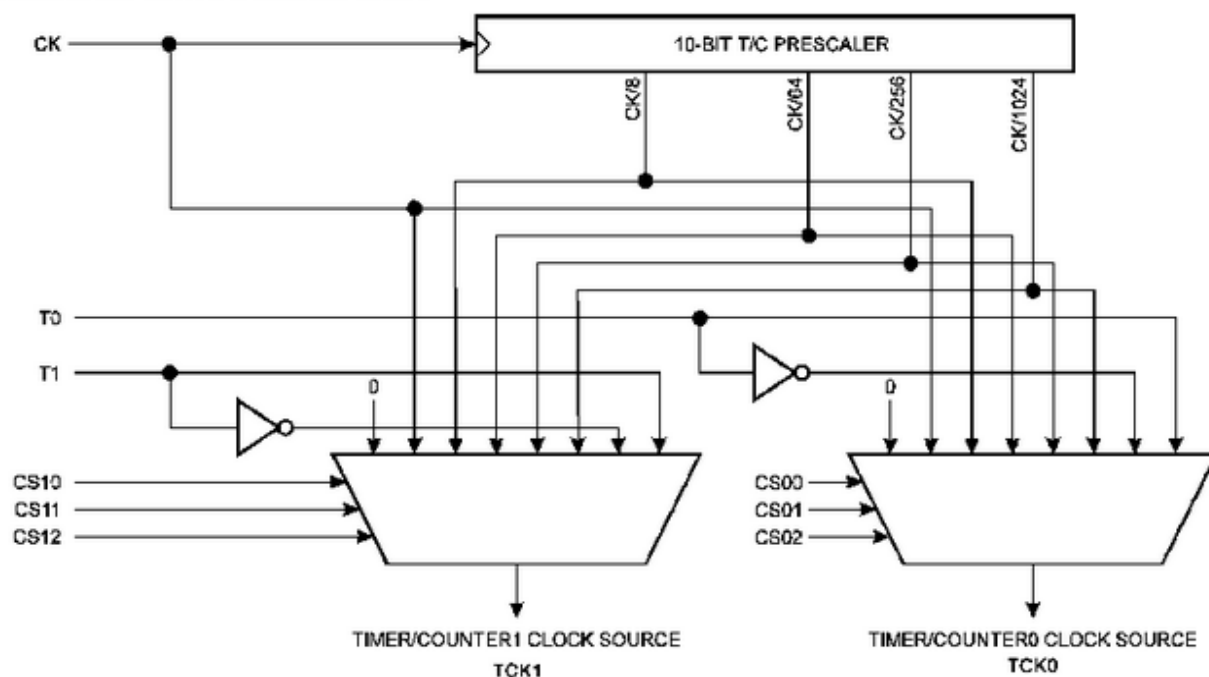 CK
10-BIT T/C PRESCALER
CK/8
CK/64
CK/256
CK/1024
T0
T1
0
0
CS10
CS11
CS12
CS00
CS01
CS02
TIMER/COUNTER1 CLOCK SOURCE
TCK1
TIMER/COUNTER0 CLOCK SOURCE
TCK0